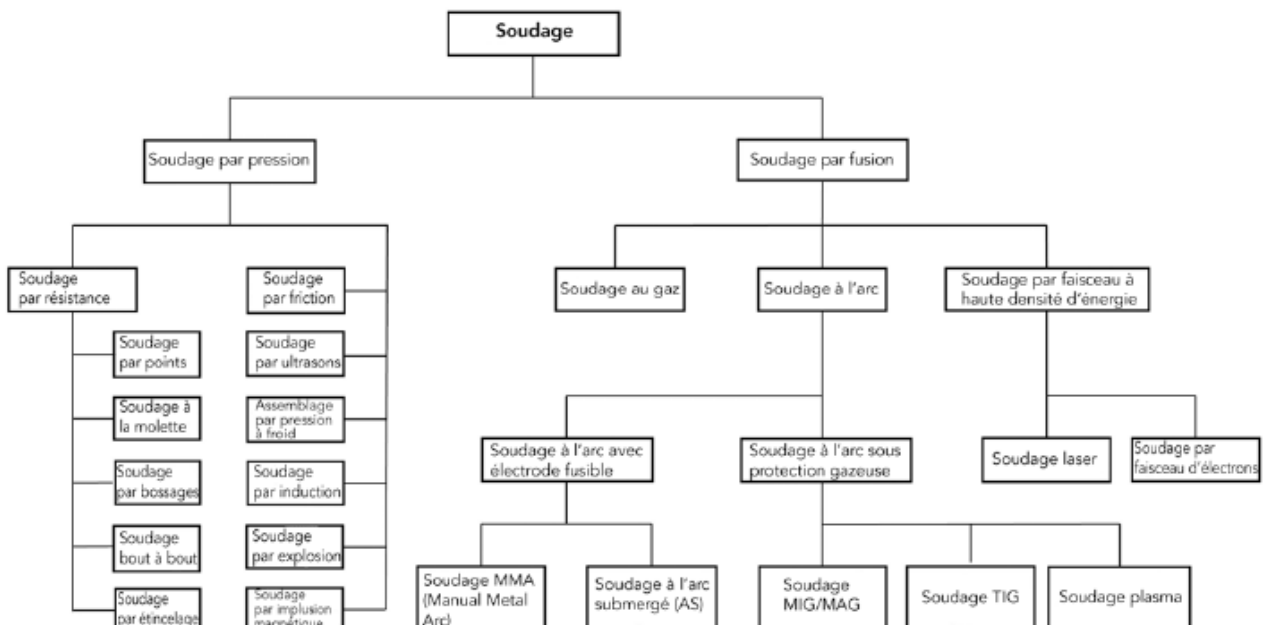 Soudage
Soudage par pression
Soudage par fusion
Soudage
par résistance
Soudage
par points
Soudage à
la molette
Soudage
par bossages
Soudage
bout à bout
Soudage
par étincelage
Soudage
par friction
Soudage
par ultrasons
Assemblage
par pression
à froid
Soudage
par induction
Soudage
par explosion
Soudage
par implusion
magnétique
Soudage au gaz
Soudage à l'arc
Soudage par faisceau à
haute densité d'énergie
Soudage à l'arc avec
électrode fusible
Soudage à l'arc sous
protection gazeuse
Soudage laser
Soudage par
faisceau d'électrons
Soudage MMA
(Manual Metal
Arc)
Soudage à l'arc
submergé (AS)
Soudage
MIG/MAG
Soudage TIG
Soudage plasma